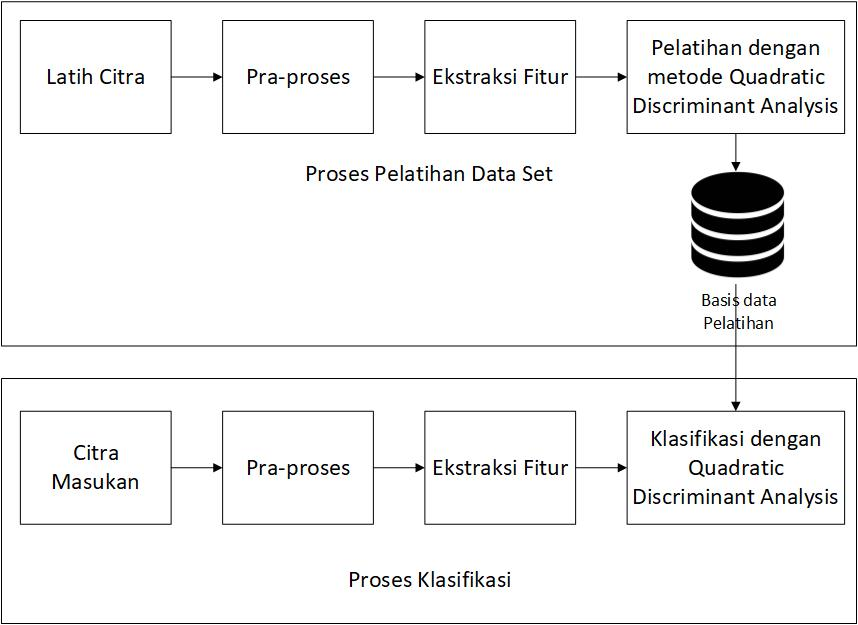 Latih Citra
Pra-proses
Ekstraksi Fitur
Pelatihan dengan
metode Quadratic
Discriminant Analysis
Proses Pelatihan Data Set
Basis data
Pelatihan
Citra
Masukan
Pra-proses
Ekstraksi Fitur
Klasifikasi dengan
Quadratic
Discriminant Analysis
Proses Klasifikasi